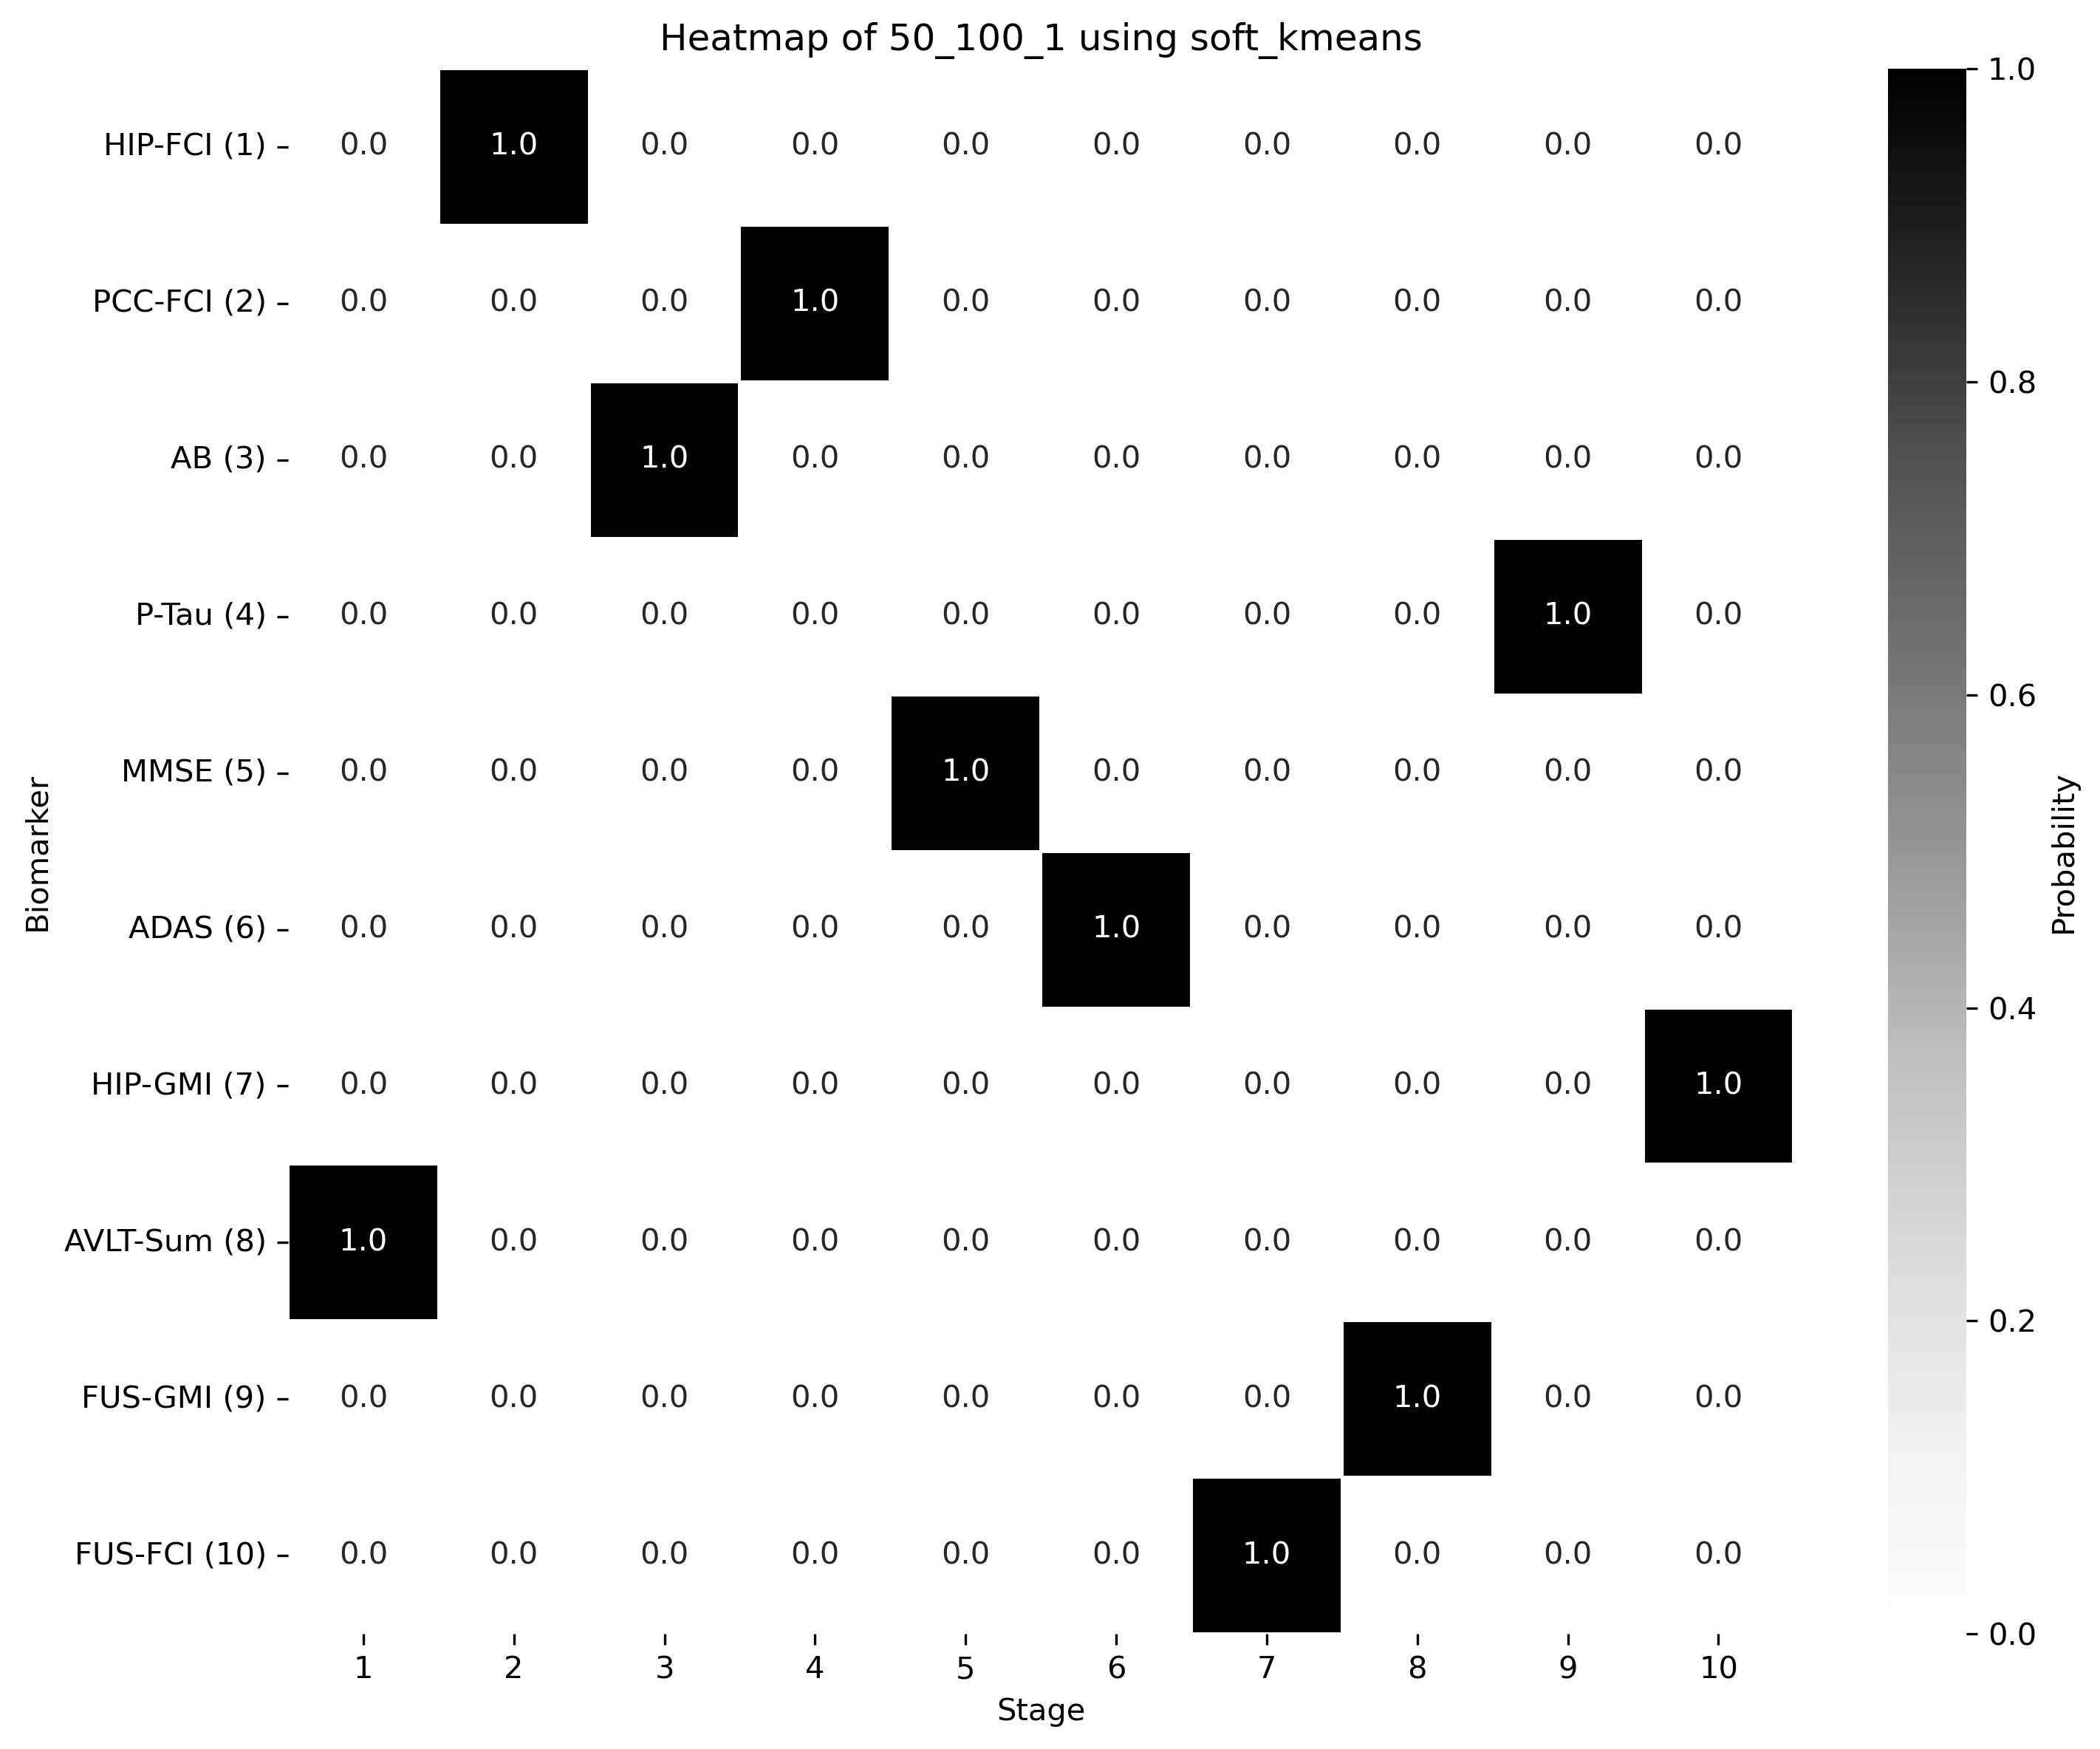 Heatmap of 50_100_1 using soft_kmeans
HIP-FCI (1) 0.0 1.0 0.0 0.0 0.0 0.0 0.0 0.0 0.0 0.0
PCC-FCI (2) 0.0 0.0 0.0 1.0 0.0 0.0 0.0 0.0 0.0 0.0
AB (3) 0.0 0.0 1.0 0.0 0.0 0.0 0.0 0.0 0.0 0.0
P-Tau (4) 0.0 0.0 0.0 0.0 0.0 0.0 0.0 0.0 1.0 0.0
MMSE (5) 0.0 0.0 0.0 0.0 1.0 0.0 0.0 0.0 0.0 0.0
ADAS (6) 0.0 0.0 0.0 0.0 0.0 1.0 0.0 0.0 0.0 0.0
HIP-GMI (7) 0.0 0.0 0.0 0.0 0.0 0.0 0.0 0.0 0.0 1.0
AVLT-Sum (8) 1.0 0.0 0.0 0.0 0.0 0.0 0.0 0.0 0.0 0.0
FUS-GMI (9) 0.0 0.0 0.0 0.0 0.0 0.0 0.0 1.0 0.0 0.0
FUS-FCI (10) 0.0 0.0 0.0 0.0 0.0 0.0 1.0 0.0 0.0 0.0
1 2 3 4 5 6 7 8 9 10
Stage
Biomarker
1.0
0.8
0.6
0.4
0.2
0.0
Probability